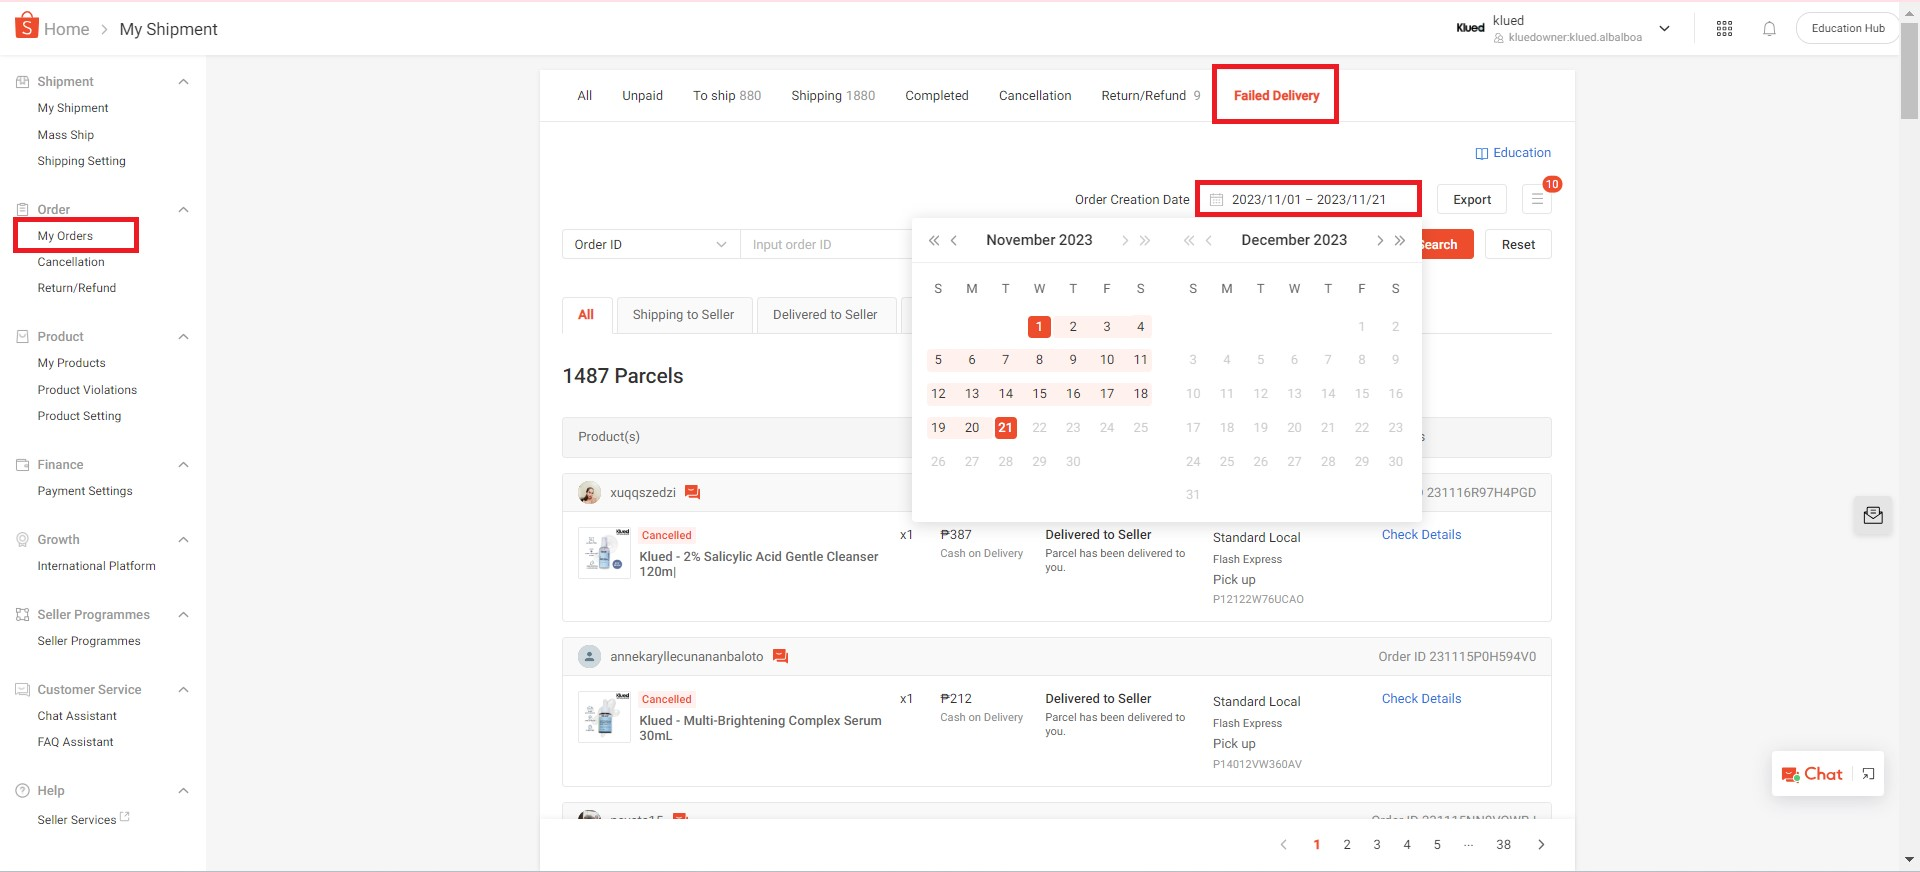 Home > My Shipment
Klued
klued
kluedowner:klued.albalboa
Education Hub
Shipment
My Shipment
Mass Ship
Shipping Setting
Order
My Orders
Cancellation
Return/Refund
Product
My Products
Product Violations
Product Setting
Finance
Payment Settings
Growth
International Platform
Seller Programmes
Seller Programmes
Customer Service
Chat Assistant
FAQ Assistant
Help
Seller Services
All Unpaid To ship 880 Shipping 1880 Completed Cancellation Return/Refund 9 Failed Delivery
Education
Order Creation Date 2023/11/01 – 2023/11/21 Export 10
Order ID Input order ID Search Reset
November 2023 December 2023
S M T W T F S S M T W T F S
1 2 3 4 1 2
5 6 7 8 9 10 11 3 4 5 6 7 8 9
12 13 14 15 16 17 18 10 11 12 13 14 15 16
19 20 21 22 23 24 25 17 18 19 20 21 22 23
26 27 28 29 30 24 25 26 27 28 29 30
31
All Shipping to Seller Delivered to Seller
1487 Parcels
Product(s)
xuqqszedzi 231116R97H4PGD
Cancelled
Klued - 2% Salicylic Acid Gentle Cleanser
120m|
x1
₱387
Cash on Delivery
Delivered to Seller
Parcel has been delivered to
you.
Standard Local
Flash Express
Pick up
P12122W76UCAO
Check Details
annekaryllecunananbaloto Order ID 231115P0H594V0
Cancelled
Klued - Multi-Brightening Complex Serum
30mL
x1
₱212
Cash on Delivery
Delivered to Seller
Parcel has been delivered to
you.
Standard Local
Flash Express
Pick up
P14012VW360AV
Check Details
1 2 3 4 5 ... 38
Chat